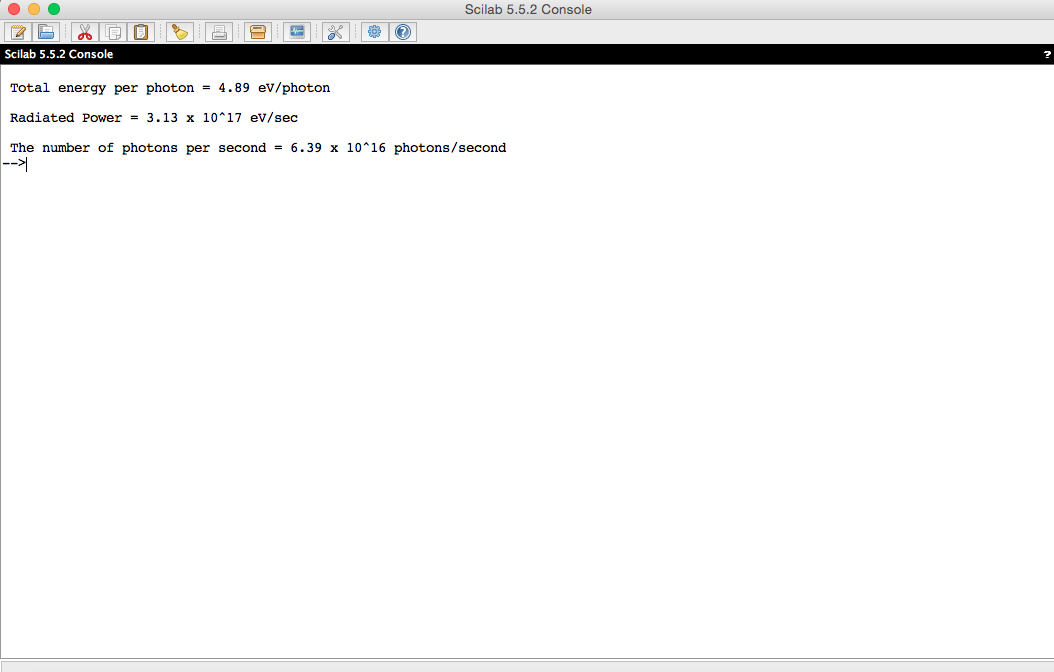 Scilab 5.5.2 Console
Scilab 5.5.2 Console ?
Total energy per photon = 4.89 eV/photon
Radiated Power = 3.13 x 10^17 eV/sec
The number of photons per second = 6.39 x 10^16 photons/second
-->